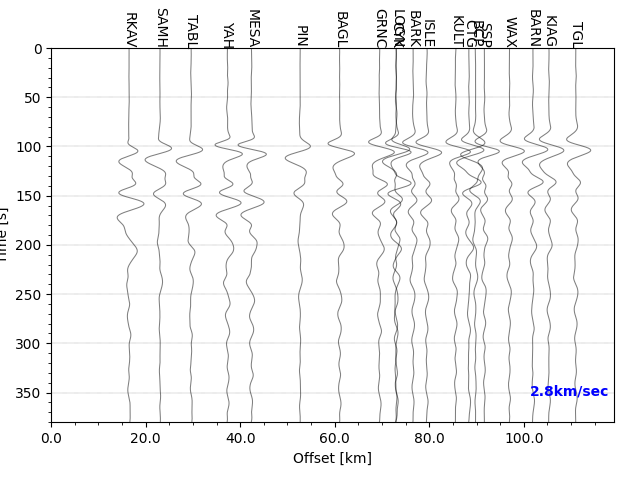 RKAV SAMH TABL YAH MESA PIN BAGL GRNC BARK ISLE KULT CTG SSP WAX BARN KIAG TGL
0
50
100
150
200
250
300
350
Time [s]
2.8km/sec
0.0 20.0 40.0 60.0 80.0 100.0
Offset [km]